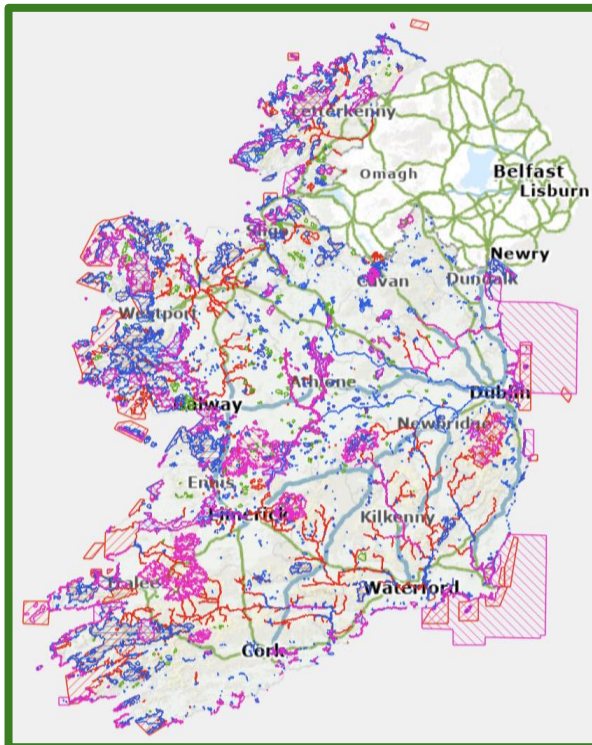 Letterkenny
Omagh
Belfast
Lisburn
Sligo
Newry
Cavan
Dundalk
Westport
Athlone
Dublin
Galway
Newbridge
Ennis
Limerick
Kilkenny
Tralee
Waterford
Cork